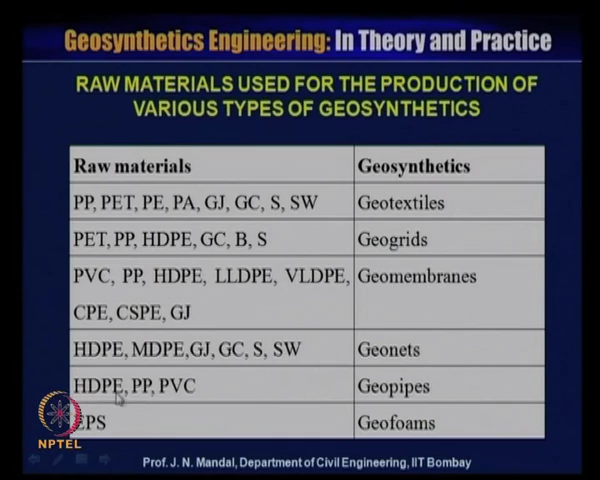 Geosynthetics Engineering: In Theory and Practice
RAW MATERIALS USED FOR THE PRODUCTION OF
VARIOUS TYPES OF GEOSYNTHETICS
Raw materials Geosynthetics
PP, PET, PE, PA, GJ, GC, S, SW Geotextiles
PET, PP, HDPE, GC, B, S Geogrids
PVC, PP, HDPE, LLDPE, VLDPE, Geomembranes
CPE, CSPE, GJ
HDPE, MDPE,GJ, GC, S, SW Geonets
HDPE, PP, PVC Geopipes
EPS Geofoams
NPTEL
Prof. J. N. Mandal, Department of Civil Engineering, IIT Bombay